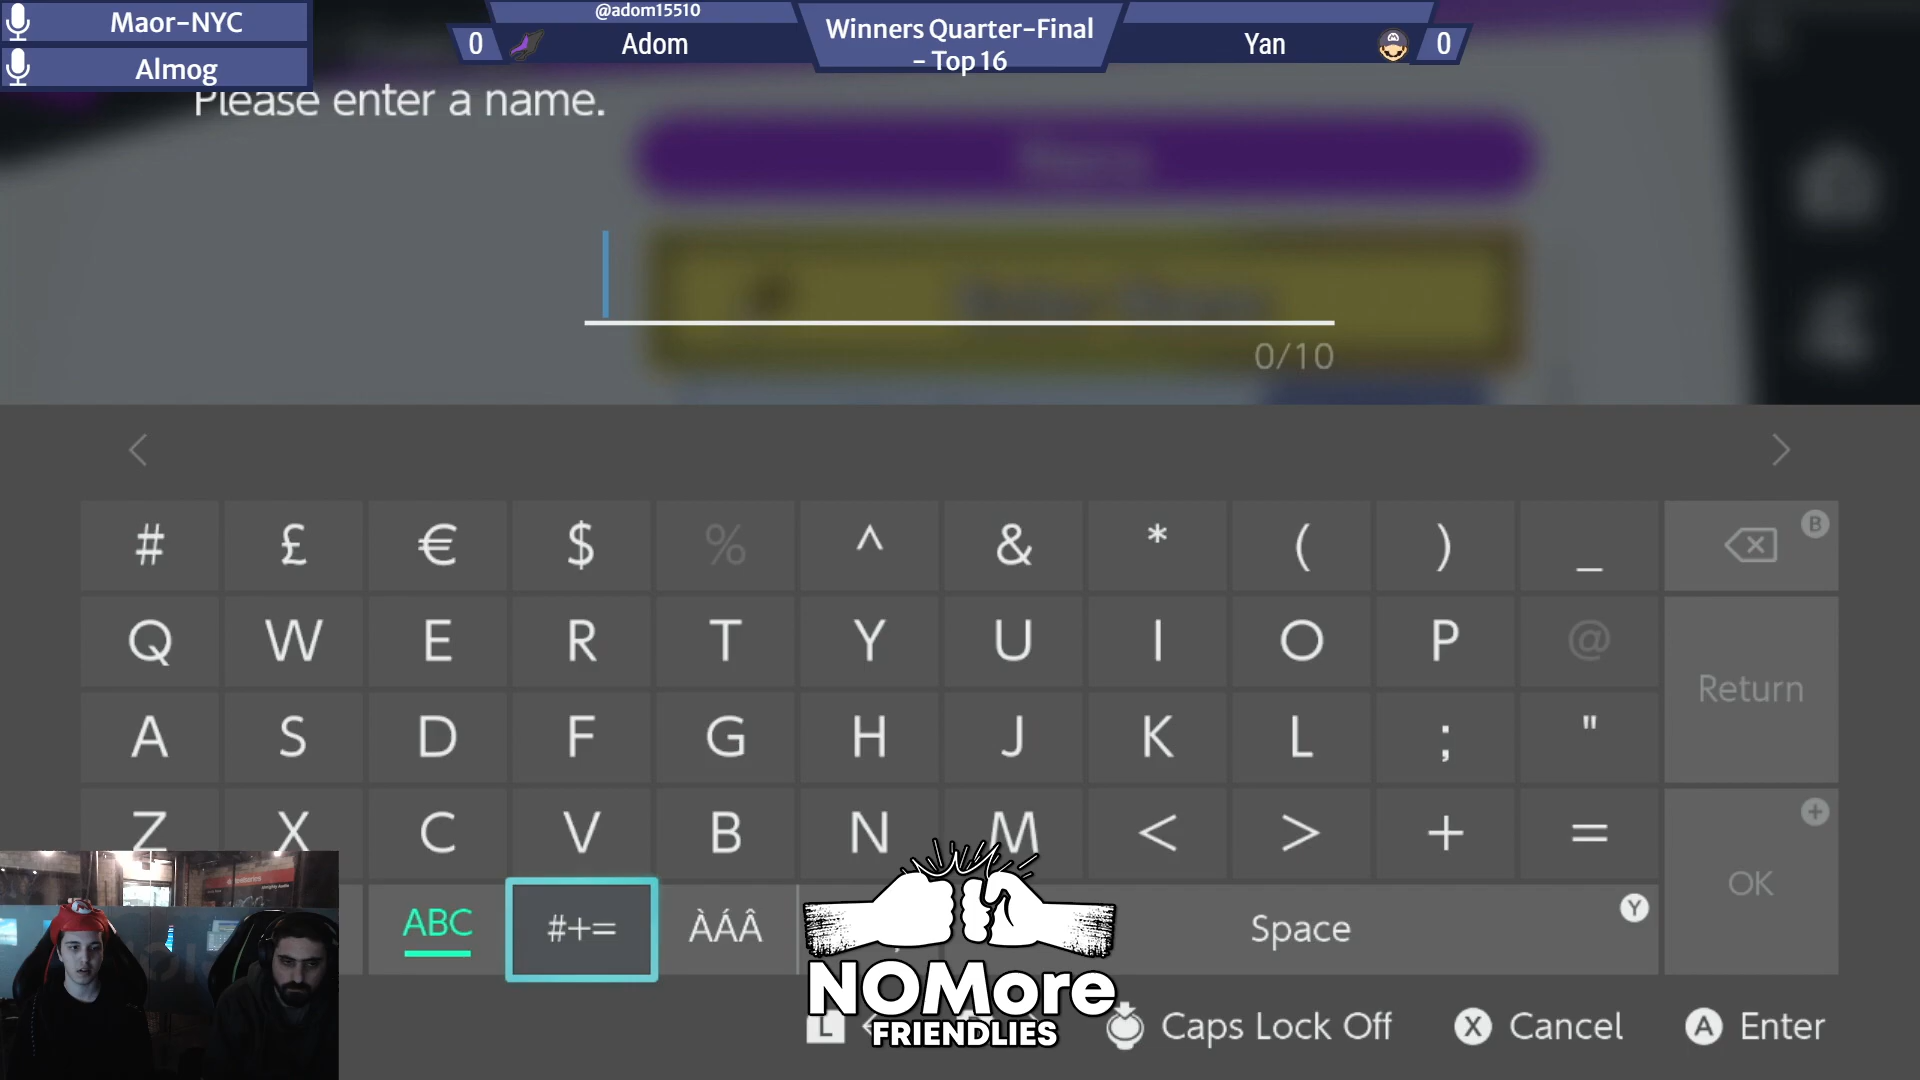 Maor-NYC
Almog
@adom15510
0 Adom
Winners Quarter-Final
- Top 16
Yan 0
Please enter a name.
0/10
# £ € $ % ^ & * ( ) _ B
Q W E R T Y U I O P @
Return
A S D F G H J K L ; "
Z X C V B N M < > + = +
ABC #+= ÀÁÂ Space Y
OK
NOMore
FRIENDLIES
L Caps Lock Off X Cancel A Enter